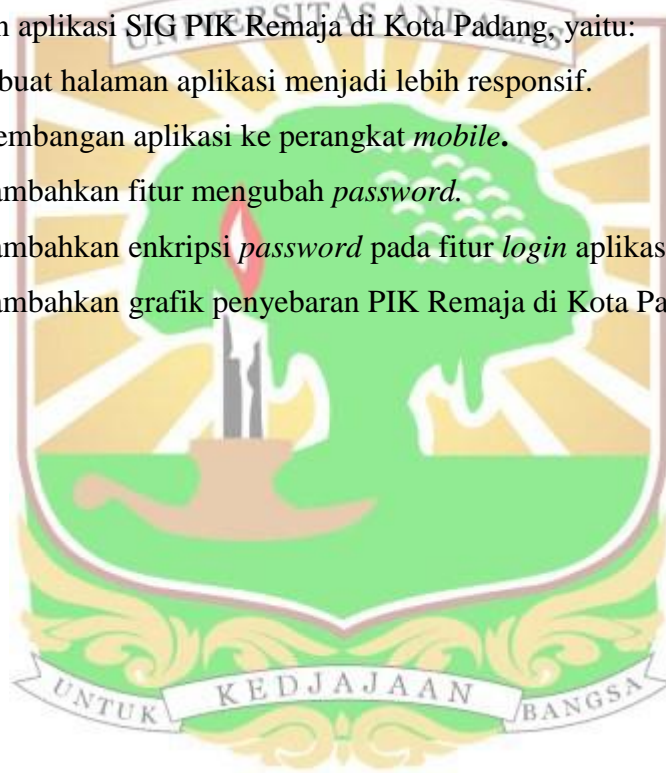 n aplikasi SIG PIK Remaja di Kota Padang, yaitu:
UNIVERSITAS ANDALAS
buat halaman aplikasi menjadi lebih responsif.
embangan aplikasi ke perangkat mobile.
ambahkan fitur mengubah password.
ambahkan enkripsi password pada fitur login aplikas
ambahkan grafik penyebaran PIK Remaja di Kota Pa
UNTUK KEDJAJAAN BANGSA